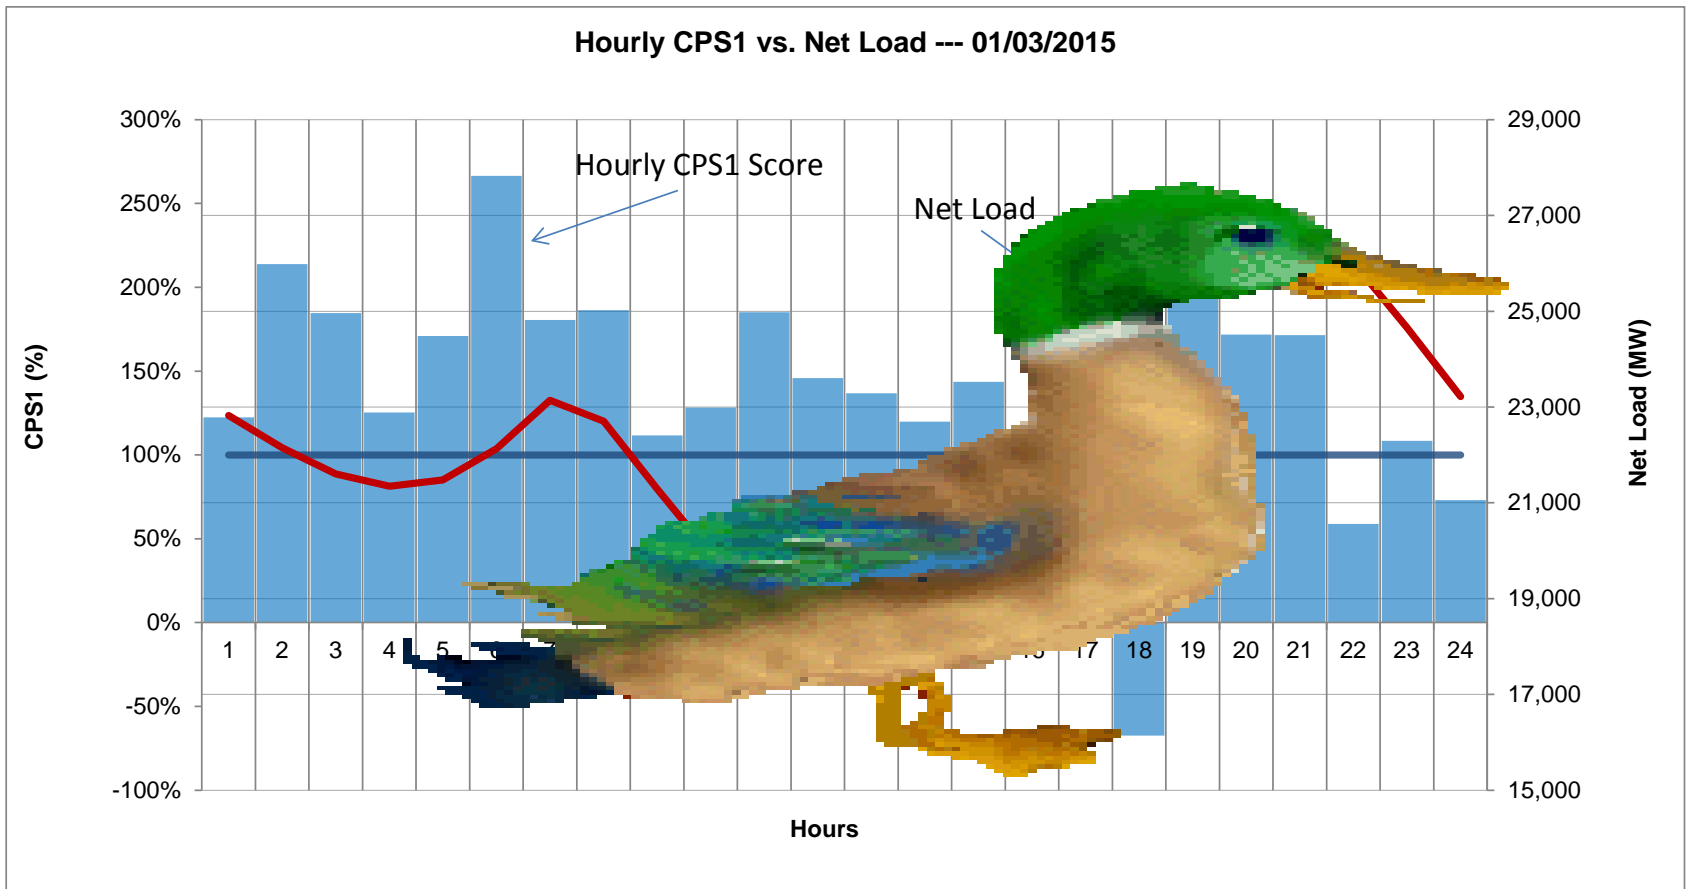 Hourly CPS1 vs. Net Load --- 01/03/2015
300%
250%
200%
150%
100%
50%
0%
-50%
-100%
CPS1 (%)
Hourly CPS1 Score
Net Load
29,000
27,000
25,000
23,000
21,000
19,000
17,000
15,000
Net Load (MW)
1 2 3 4 5 17 18 19 20 21 22 23 24
Hours